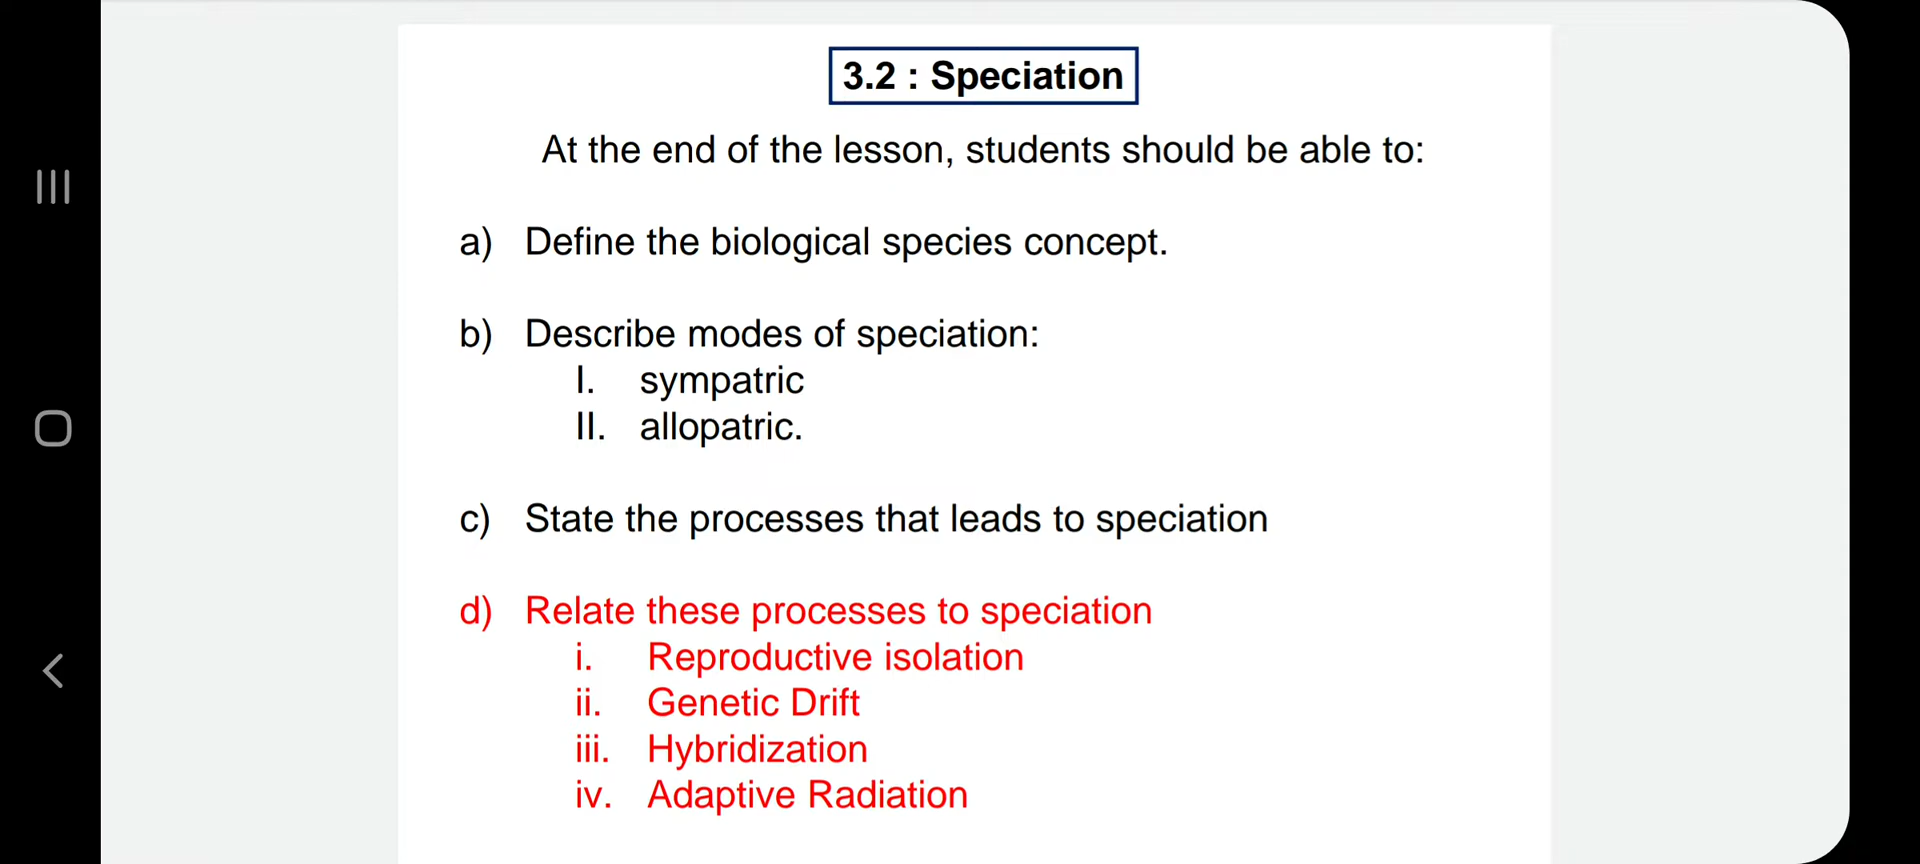 3.2 : Speciation
At the end of the lesson, students should be able to:
a) Define the biological species concept.
b) Describe modes of speciation:
I. sympatric
II. allopatric.
c) State the processes that leads to speciation
d) Relate these processes to speciation
i. Reproductive isolation
ii. Genetic Drift
iii. Hybridization
iv. Adaptive Radiation